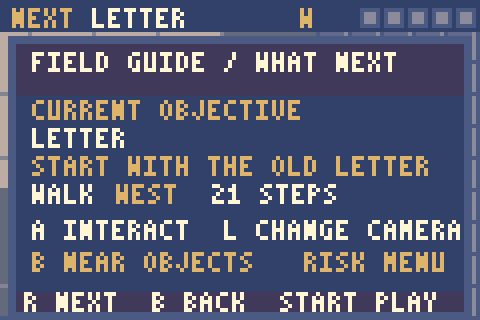 NEXT LETTER W
FIELD GUIDE / WHAT NEXT
CURRENT OBJECTIVE
LETTER
START WITH THE OLD LETTER
WALK WEST 21 STEPS
A INTERACT L CHANGE CAMERA
B NEAR OBJECTS RISK MENU
R NEXT B BACK START PLAY